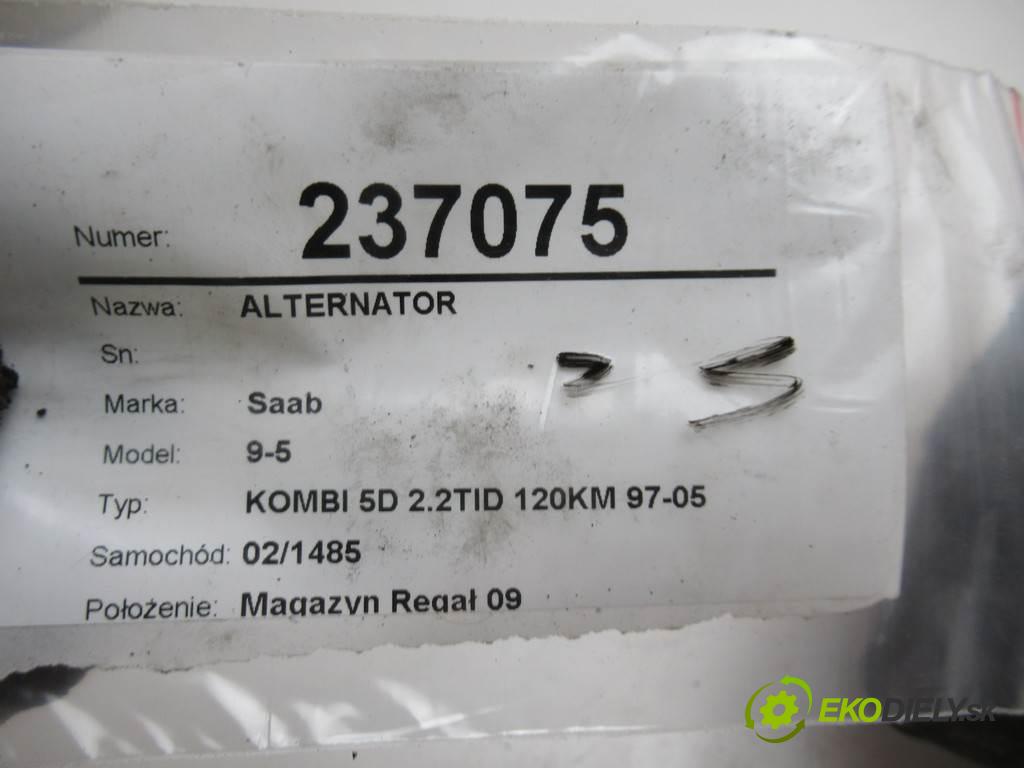 Numer: 237075
Nazwa: ALTERNATOR
Sn:
Marka: Saab
Model: 9-5
Typ: KOMBI 5D 2.2TID 120KM 97-05
Samochód: 02/1485
Położenie: Magazyn Regał 09
EKODIELY.sk